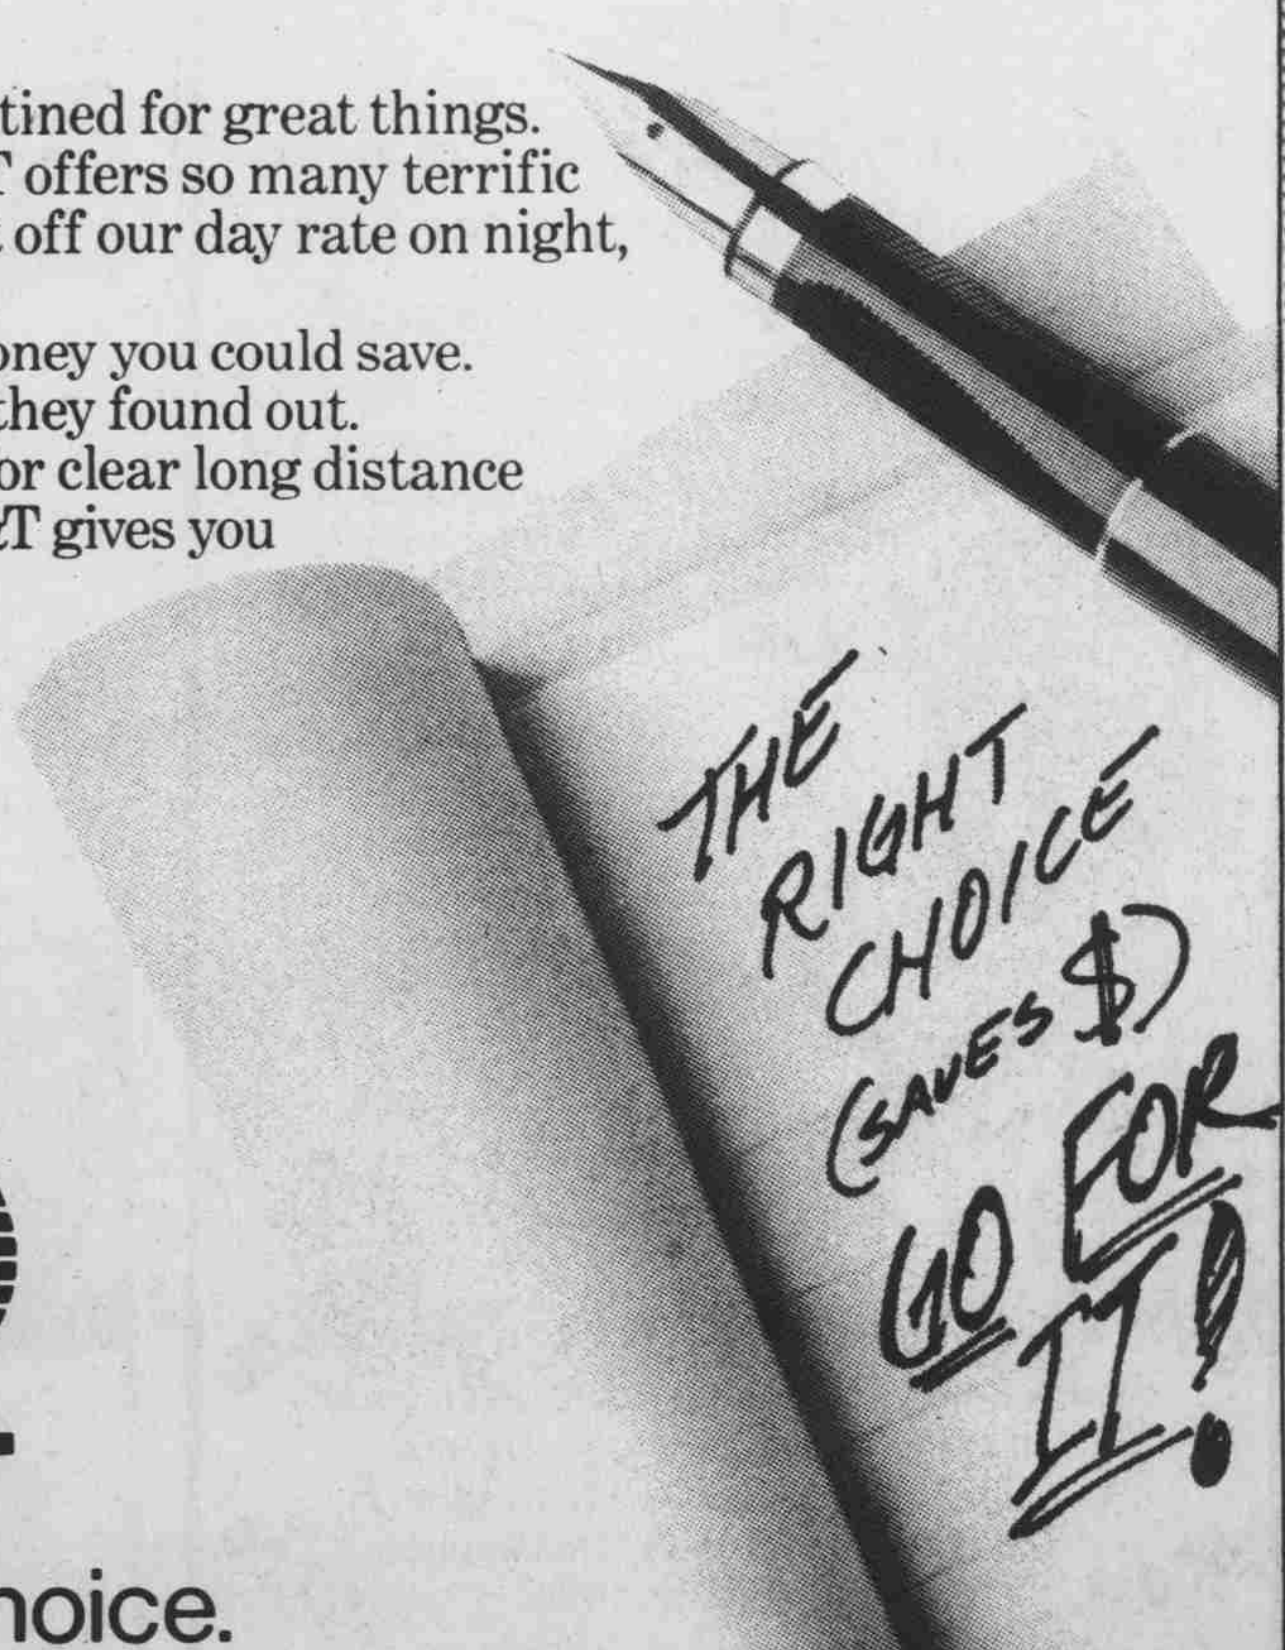 tined for great things.
T offers so many terrific
off our day rate on night,
oney you could save.
they found out.
or clear long distance
&T gives you
THE
RIGHT
CHOICE
(SAVES $)
GO FOR
IT!
hoice.